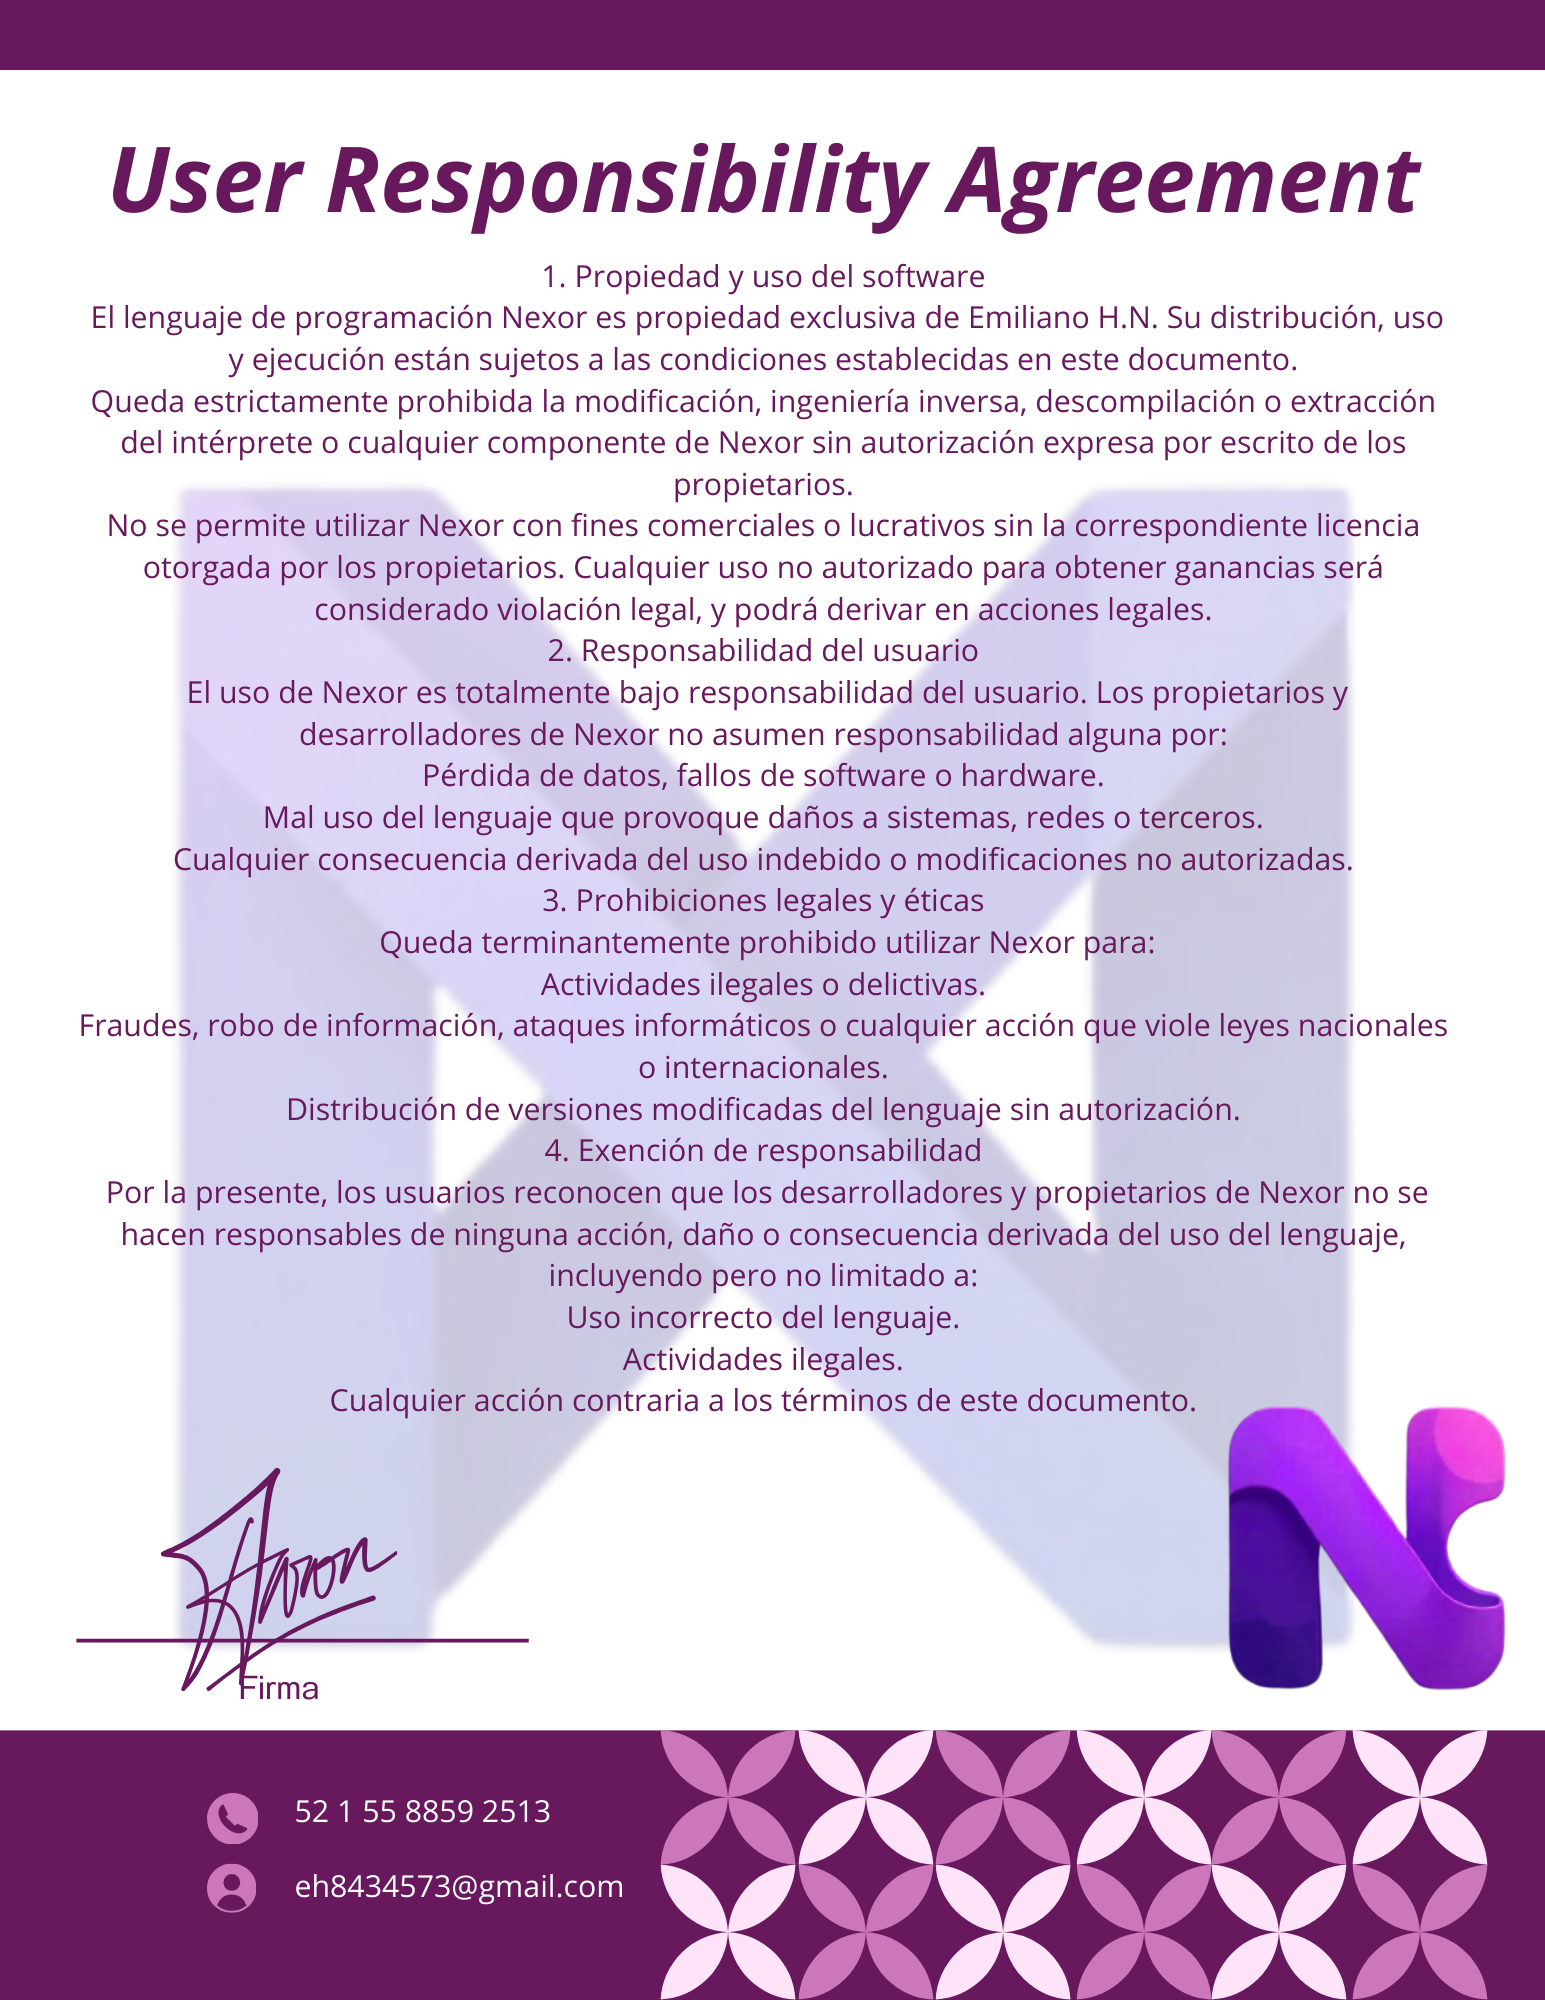 User Responsibility Agreement
1. Propiedad y uso del software
El lenguaje de programación Nexor es propiedad exclusiva de Emiliano H.N. Su distribución, uso
y ejecución están sujetos a las condiciones establecidas en este documento.
Queda estrictamente prohibida la modificación, ingeniería inversa, descompilación o extracción
del intérprete o cualquier componente de Nexor sin autorización expresa por escrito de los
propietarios.
No se permite utilizar Nexor con fines comerciales o lucrativos sin la correspondiente licencia
otorgada por los propietarios. Cualquier uso no autorizado para obtener ganancias será
considerado violación legal, y podrá derivar en acciones legales.
2. Responsabilidad del usuario
El uso de Nexor es totalmente bajo responsabilidad del usuario. Los propietarios y
desarrolladores de Nexor no asumen responsabilidad alguna por:
Pérdida de datos, fallos de software o hardware.
Mal uso del lenguaje que provoque daños a sistemas, redes o terceros.
Cualquier consecuencia derivada del uso indebido o modificaciones no autorizadas.
3. Prohibiciones legales y éticas
Queda terminantemente prohibido utilizar Nexor para:
Actividades ilegales o delictivas.
Fraudes, robo de información, ataques informáticos o cualquier acción que viole leyes nacionales
o internacionales.
Distribución de versiones modificadas del lenguaje sin autorización.
4. Exención de responsabilidad
Por la presente, los usuarios reconocen que los desarrolladores y propietarios de Nexor no se
hacen responsables de ninguna acción, daño o consecuencia derivada del uso del lenguaje,
incluyendo pero no limitado a:
Uso incorrecto del lenguaje.
Actividades ilegales.
Cualquier acción contraria a los términos de este documento.
Firma
52 1 55 8859 2513
eh8434573@gmail.com